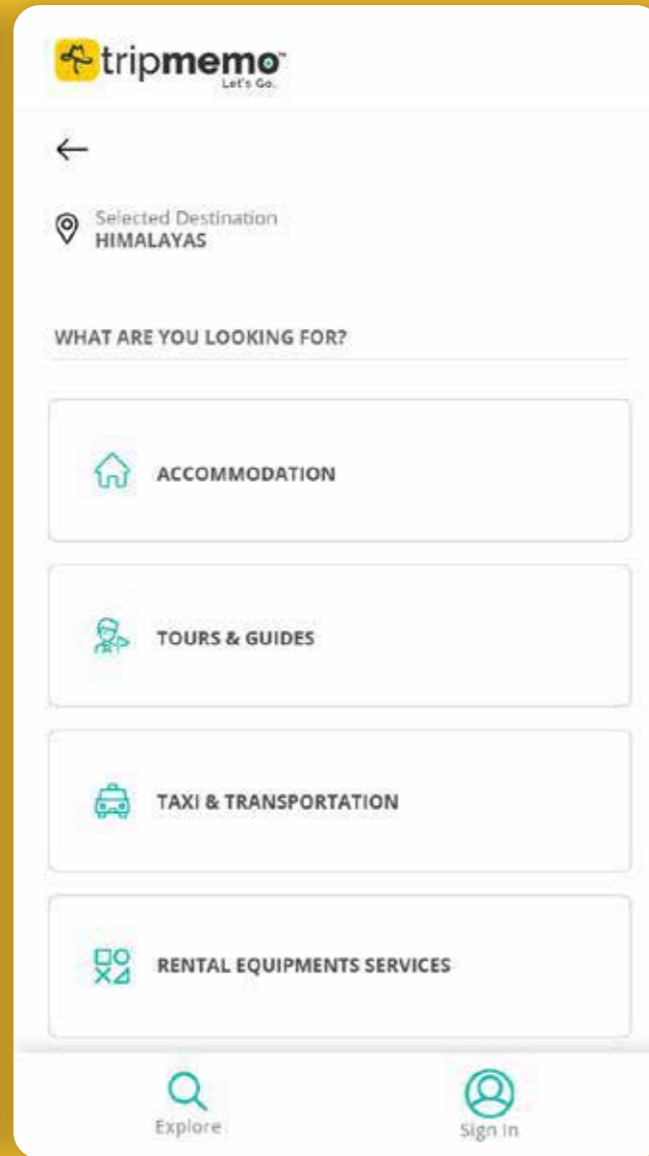 tripmemo™
Let's Go.
Selected Destination
HIMALAYAS
WHAT ARE YOU LOOKING FOR?
ACCOMMODATION
TOURS & GUIDES
TAXI & TRANSPORTATION
RENTAL EQUIPMENTS SERVICES
Explore
Sign In